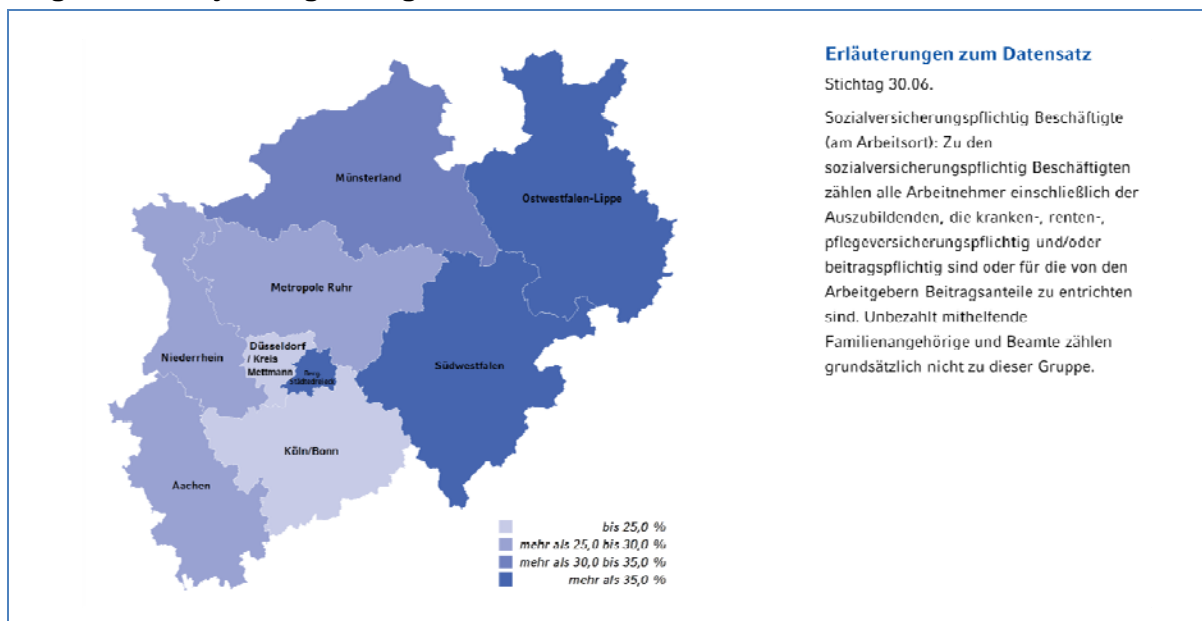 Erläuterungen zum Datensatz
Stichtag 30.06.
Sozialversicherungspflichtig Beschäftigte
(am Arbeitsort): Zu den
sozialversicherungspflichtig Beschäftigten
zählen alle Arbeitnehmer einschließlich der
Auszubildenden, die kranken-, renten-,
pflegeversicherungspflichtig und/oder
beitragspflichtig sind oder für die von den
Arbeitgebern Beitragsanteile zu entrichten
sind. Unbezahlt mithelfende
Familienangehörige und Beamte zählen
grundsätzlich nicht zu dieser Gruppe.
Münsterland
Ostwestfalen-Lippe
Metropole Ruhr
Düsseldorf
/ Kreis
Mettmann
Niederrhein
Berg.
Städtedreieck
Südwestfalen
Köln/Bonn
Aachen
bis 25,0 %
mehr als 25,0 bis 30,0 %
mehr als 30,0 bis 35,0 %
mehr als 35,0 %